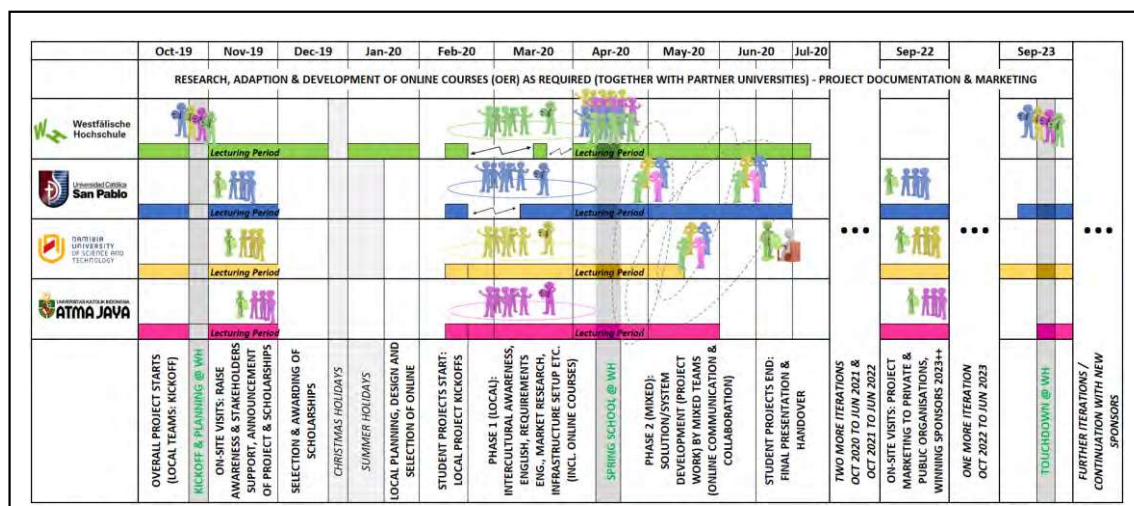 Oct-19 Nov-19 Dec-19 Jan-20 Feb-20 Mar-20 Apr-20 May-20 Jun-20 Jul-20 Sep-22 Sep-23
RESEARCH, ADAPTION & DEVELOPMENT OF ONLINE COURSES (OER) AS REQUIRED (TOGETHER WITH PARTNER UNIVERSITIES) - PROJECT DOCUMENTATION & MARKETING
Westfälische
Hochschule
Lecturing Period Lecturing Period
Universidad Católica
San Pablo
Lecturing Period Lecturing Period
NAMIBIA
UNIVERSITY
OF SCIENCE AND
TECHNOLOGY
Lecturing Period Lecturing Period
UNIVERSITAS KATOLIK INDONESIA
ATMA JAYA
Lecturing Period Lecturing Period
OVERALL PROJECT STARTS
(LOCAL TEAMS: KICKOFF)
KICKOFF & PLANNING @ WH
ON-SITE VISITS: RAISE
AWARENESS & STAKEHOLDERS
SUPPORT, ANNOUNCEMENT
OF PROJECT & SCHOLARSHIPS
SELECTION & AWARDING OF
SCHOLARSHIPS
CHRISTMAS HOLIDAYS
SUMMER HOLIDAYS
LOCAL PLANNING, DESIGN AND
SELECTION OF ONLINE
STUDENT PROJECTS START:
LOCAL PROJECT KICKOFFS
PHASE 1 (LOCAL):
INTERCULTURAL AWARENESS,
ENGLISH, REQUIREMENTS
ENG., MARKET RESEARCH,
INFRASTRUCTURE SETUP ETC.
(INCL. ONLINE COURSES)
SPRING SCHOOL @ WH
PHASE 2 (MIXED):
SOLUTION/SYSTEM
DEVELOPMENT (PROJECT
WORK) BY MIXED TEAMS
(ONLINE COMMUNICATION &
COLLABORATION)
STUDENT PROJECTS END:
FINAL PRESENTATION &
HANDOVER
TWO MORE ITERATIONS
OCT 2020 TO JUN 2021 &
OCT 2021 TO JUN 2022
ON-SITE VISITS: PROJECT
MARKETING TO PRIVATE &
PUBLIC ORGANISATIONS,
WINNING SPONSORS 2023++
ONE MORE ITERATION
OCT 2022 TO JUN 2023
TOUCHDOWN @ WH
FURTHER ITERATIONS /
CONTINUATION WITH NEW
SPONSORS